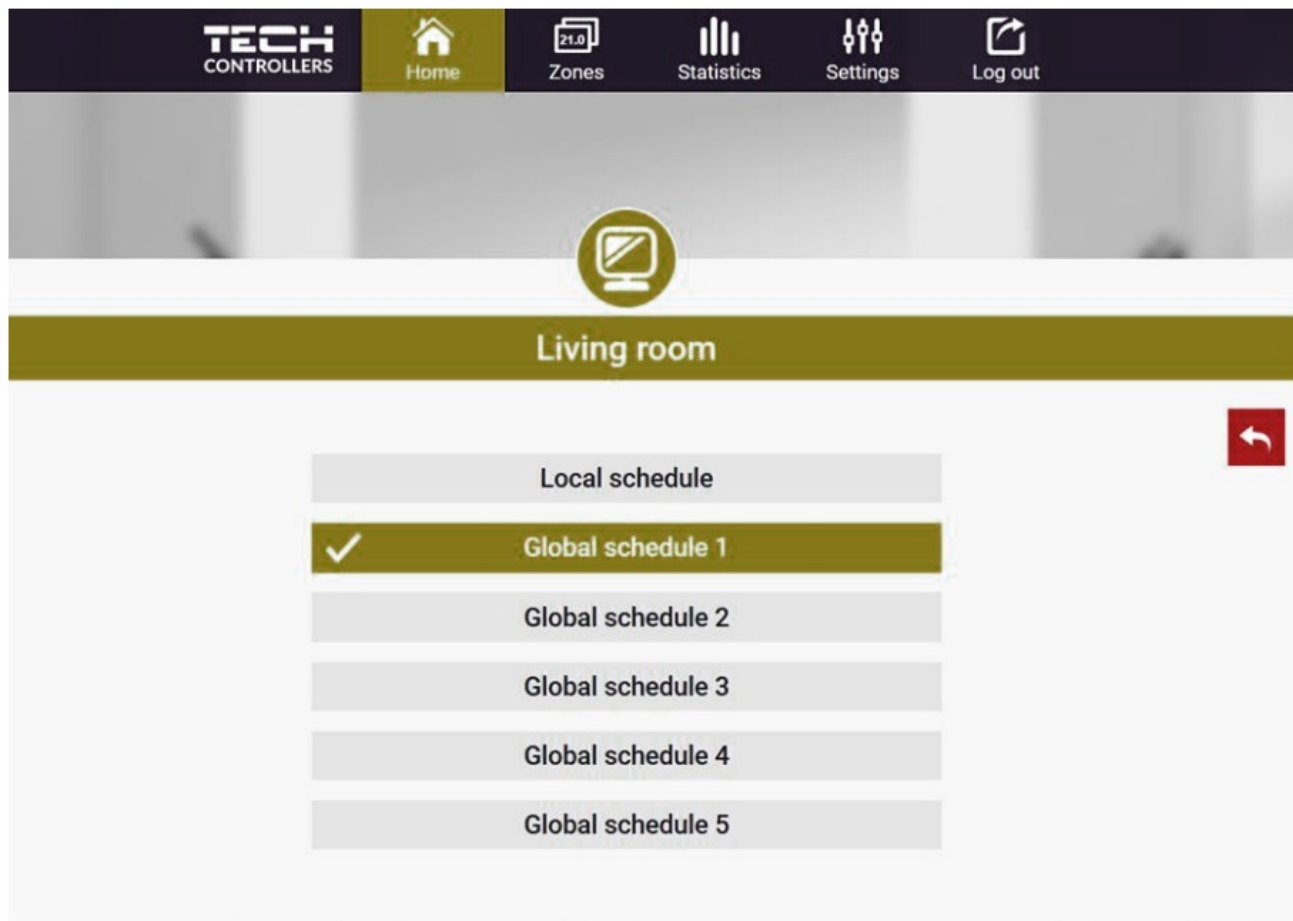 TECH
CONTROLLERS
Home
21.0
Zones
Statistics
Settings
Log out
Living room
Local schedule
Global schedule 1
Global schedule 2
Global schedule 3
Global schedule 4
Global schedule 5